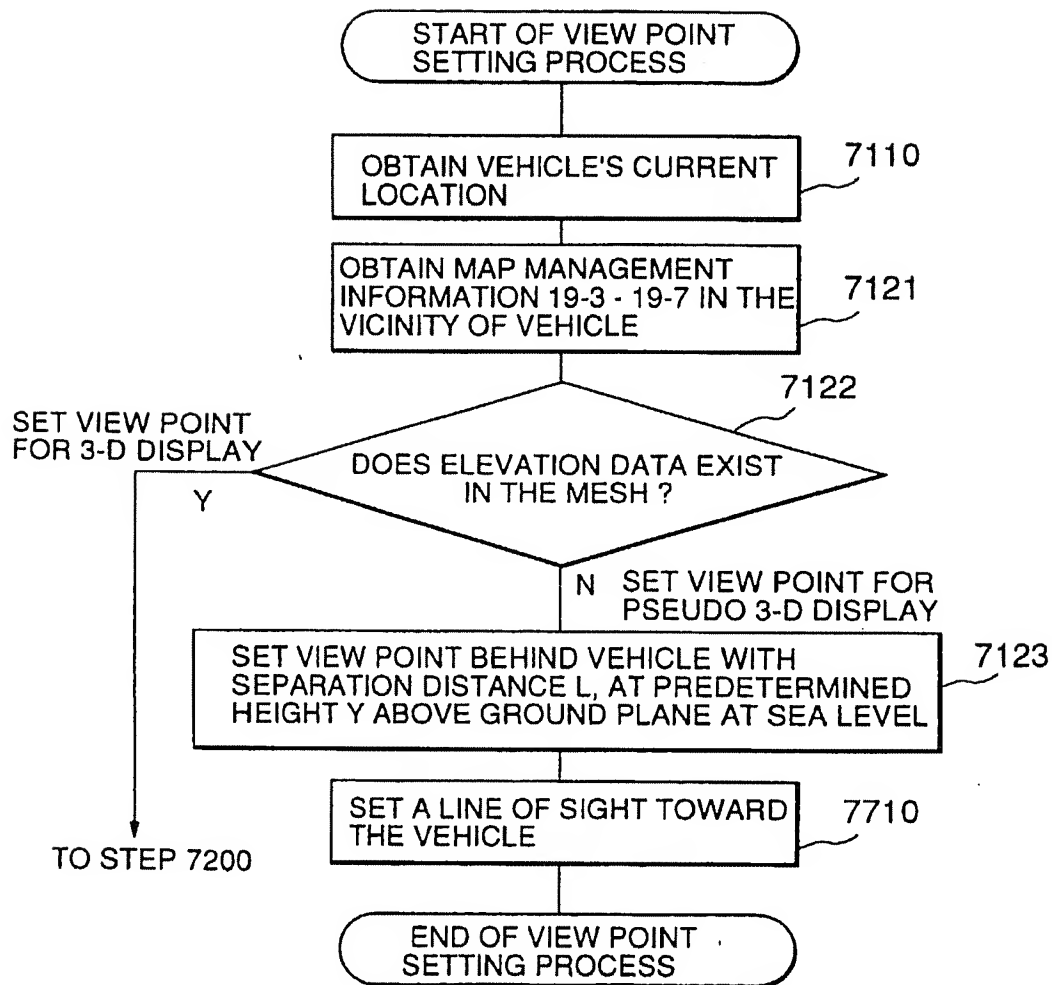 START OF VIEW POINT
SETTING PROCESS
OBTAIN VEHICLE'S CURRENT
LOCATION
7110
OBTAIN MAP MANAGEMENT
INFORMATION 19-3 - 19-7 IN THE
VICINITY OF VEHICLE
7121
7122
SET VIEW POINT
FOR 3-D DISPLAY
DOES ELEVATION DATA EXIST
IN THE MESH ?
Y
N
SET VIEW POINT FOR
PSEUDO 3-D DISPLAY
SET VIEW POINT BEHIND VEHICLE WITH
SEPARATION DISTANCE L, AT PREDETERMINED
HEIGHT Y ABOVE GROUND PLANE AT SEA LEVEL
7123
SET A LINE OF SIGHT TOWARD
THE VEHICLE
7710
TO STEP 7200
END OF VIEW POINT
SETTING PROCESS